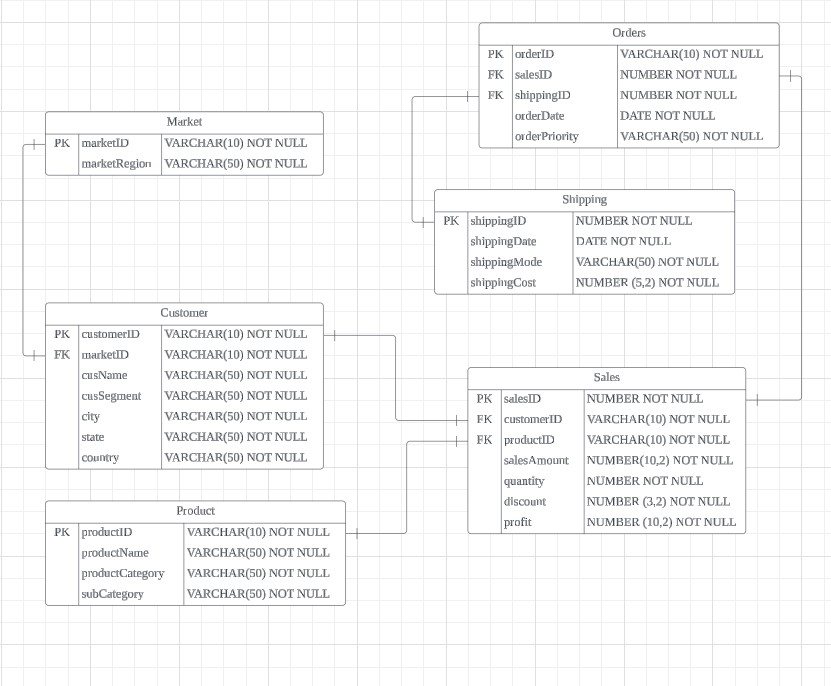 Orders
PK orderID VARCHAR(10) NOT NULL
FK salesID NUMBER NOT NULL
FK shippingID NUMBER NOT NULL
orderDate DATE NOT NULL
orderPriority VARCHAR(50) NOT NULL
Market
PK marketID VARCHAR(10) NOT NULL
marketRegion VARCHAR(50) NOT NULL
Shipping
PK shippingID NUMBER NOT NULL
shippingDate DATE NOT NULL
shippingMode VARCHAR(50) NOT NULL
shippingCost NUMBER (5,2) NOT NULL
Customer
PK customerID VARCHAR(10) NOT NULL
FK marketID VARCHAR(10) NOT NULL
cusName VARCHAR(50) NOT NULL
cusSegment VARCHAR(50) NOT NULL
city VARCHAR(50) NOT NULL
state VARCHAR(50) NOT NULL
country VARCHAR(50) NOT NULL
Sales
PK salesID NUMBER NOT NULL
FK customerID VARCHAR(10) NOT NULL
FK productID VARCHAR(10) NOT NULL
salesAmount NUMBER(10,2) NOT NULL
quantity NUMBER NOT NULL
discount NUMBER (3,2) NOT NULL
profit NUMBER (10,2) NOT NULL
Product
PK productID VARCHAR(10) NOT NULL
productName VARCHAR(50) NOT NULL
productCategory VARCHAR(50) NOT NULL
subCategory VARCHAR(50) NOT NULL